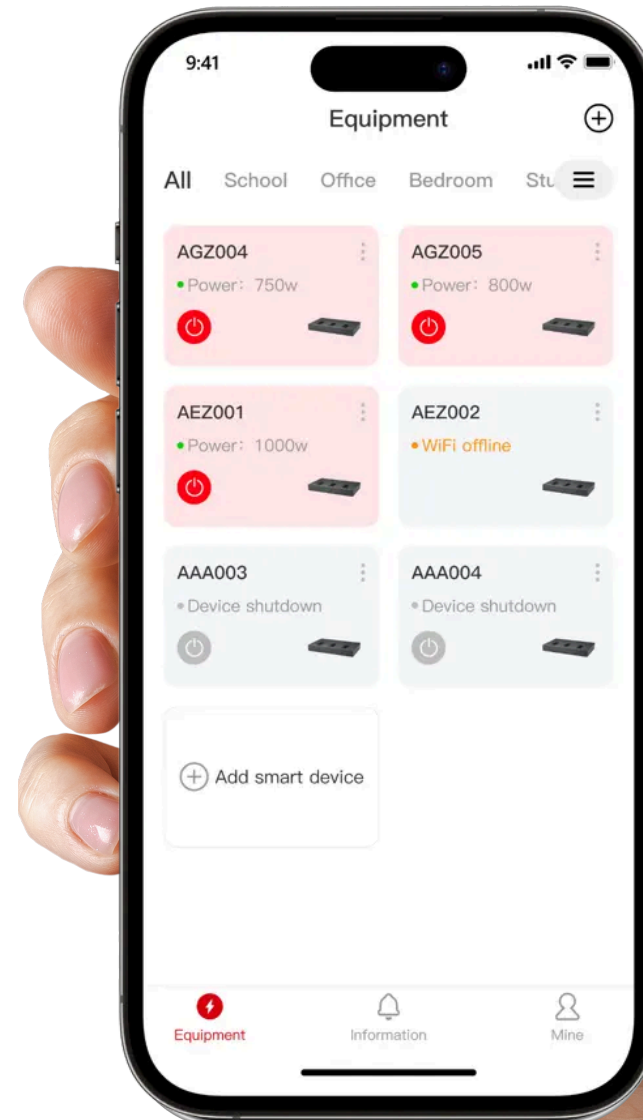 9:41
Equipment
All School Office Bedroom Stu
AGZ004
Power: 750w
AGZ005
Power: 800w
AEZ001
Power: 1000w
AEZ002
WiFi offline
AAA003
Device shutdown
AAA004
Device shutdown
Add smart device
Equipment
Information
Mine